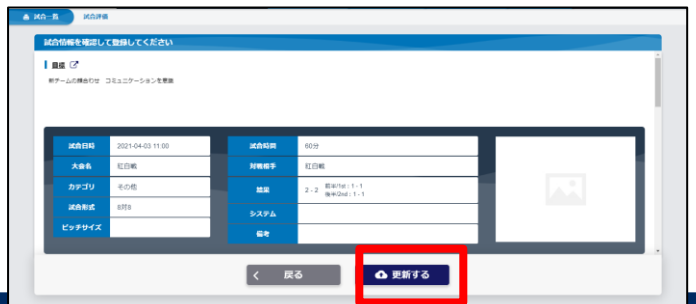 試合一覧 試合評価
試合情報を確認して登録してください
目標
新チームの顔合わせ コミュニケーションを意識
試合日時 2021-04-03 11:00 試合時間 60分
大会名 紅白戦 対戦相手 紅白戦
カテゴリ その他 結果 2 - 2 前半/1st : 1 - 1
後半/2nd : 1 - 1
試合形式 8対8 システム
ピッチサイズ 備考
戻る 更新する